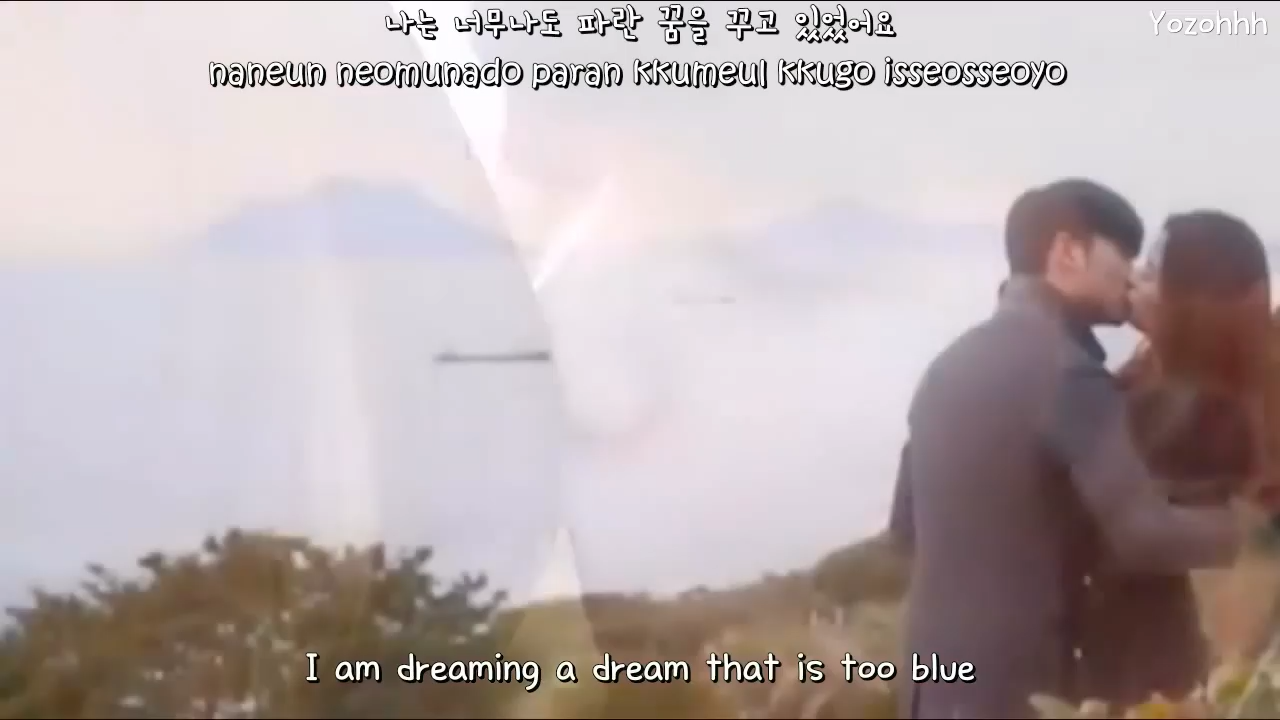 나는 너무나도 파란 꿈을 꾸고 있었어요
Yozohhh
naneun neomunado paran kkumeul kkugo isseosseoyo
I am dreaming a dream that is too blue